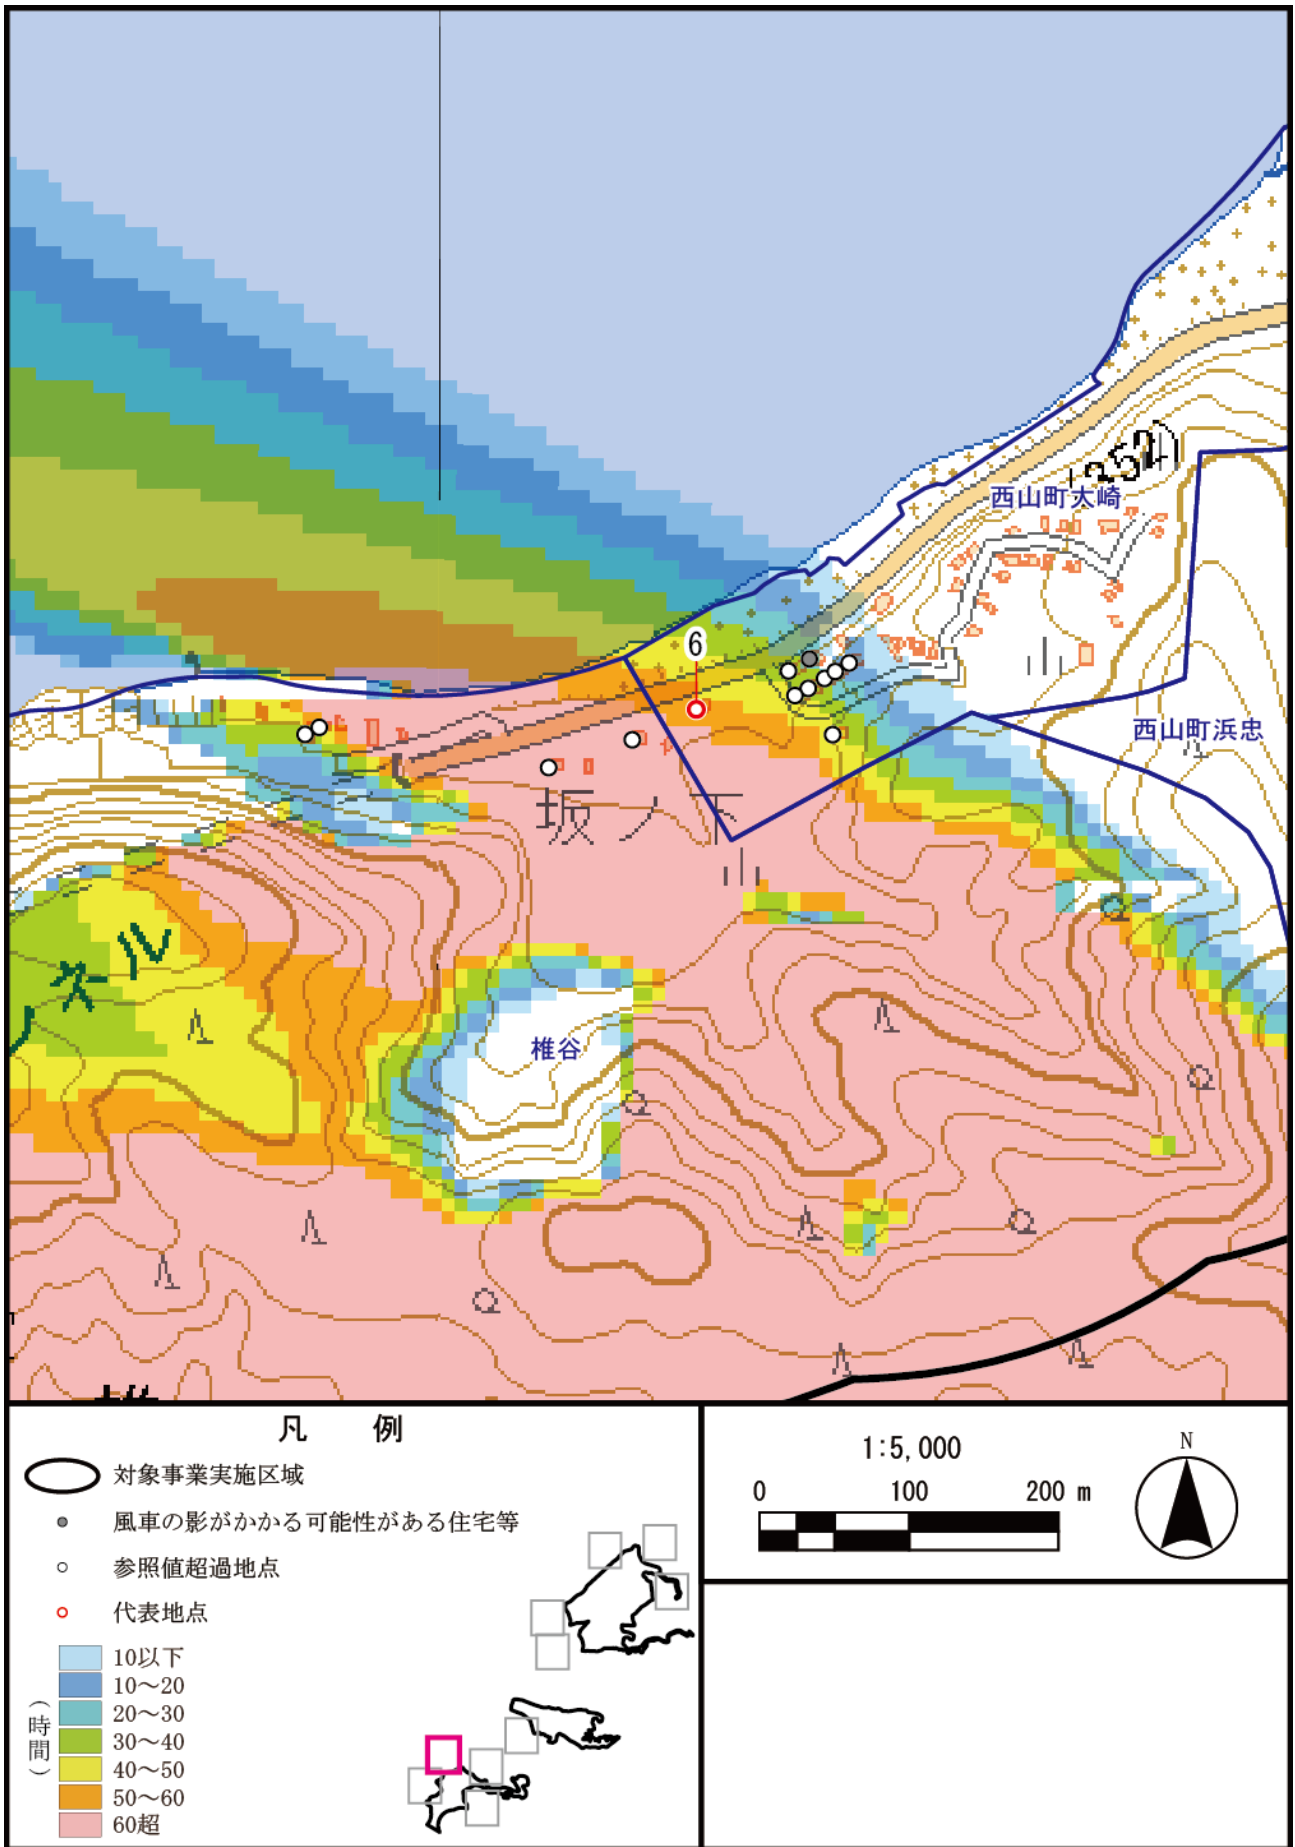 352
西山町大崎
6
西山町浜忠
坂ノ下
椎谷
凡　例
対象事業実施区域
風車の影がかかる可能性がある住宅等
参照値超過地点
代表地点
(時間)
10以下
10～20
20～30
30～40
40～50
50～60
60超
1:5,000
0 100 200 m
N